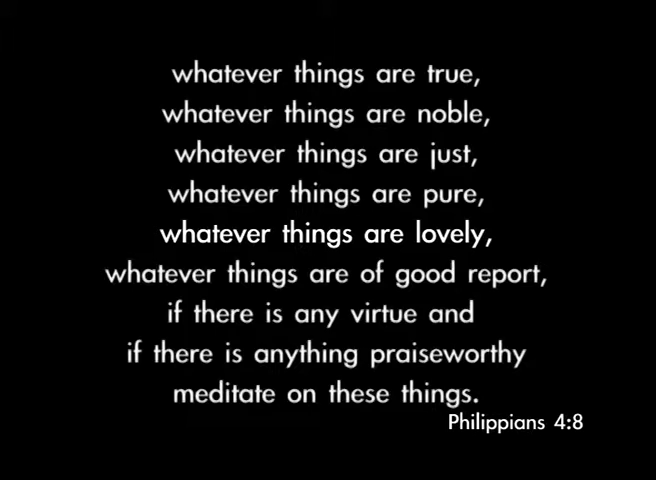 whatever things are true,
whatever things are noble,
whatever things are just,
whatever things are pure,
whatever things are lovely,
whatever things are of good report,
if there is any virtue and
if there is anything praiseworthy
meditate on these things.
Philippians 4:8